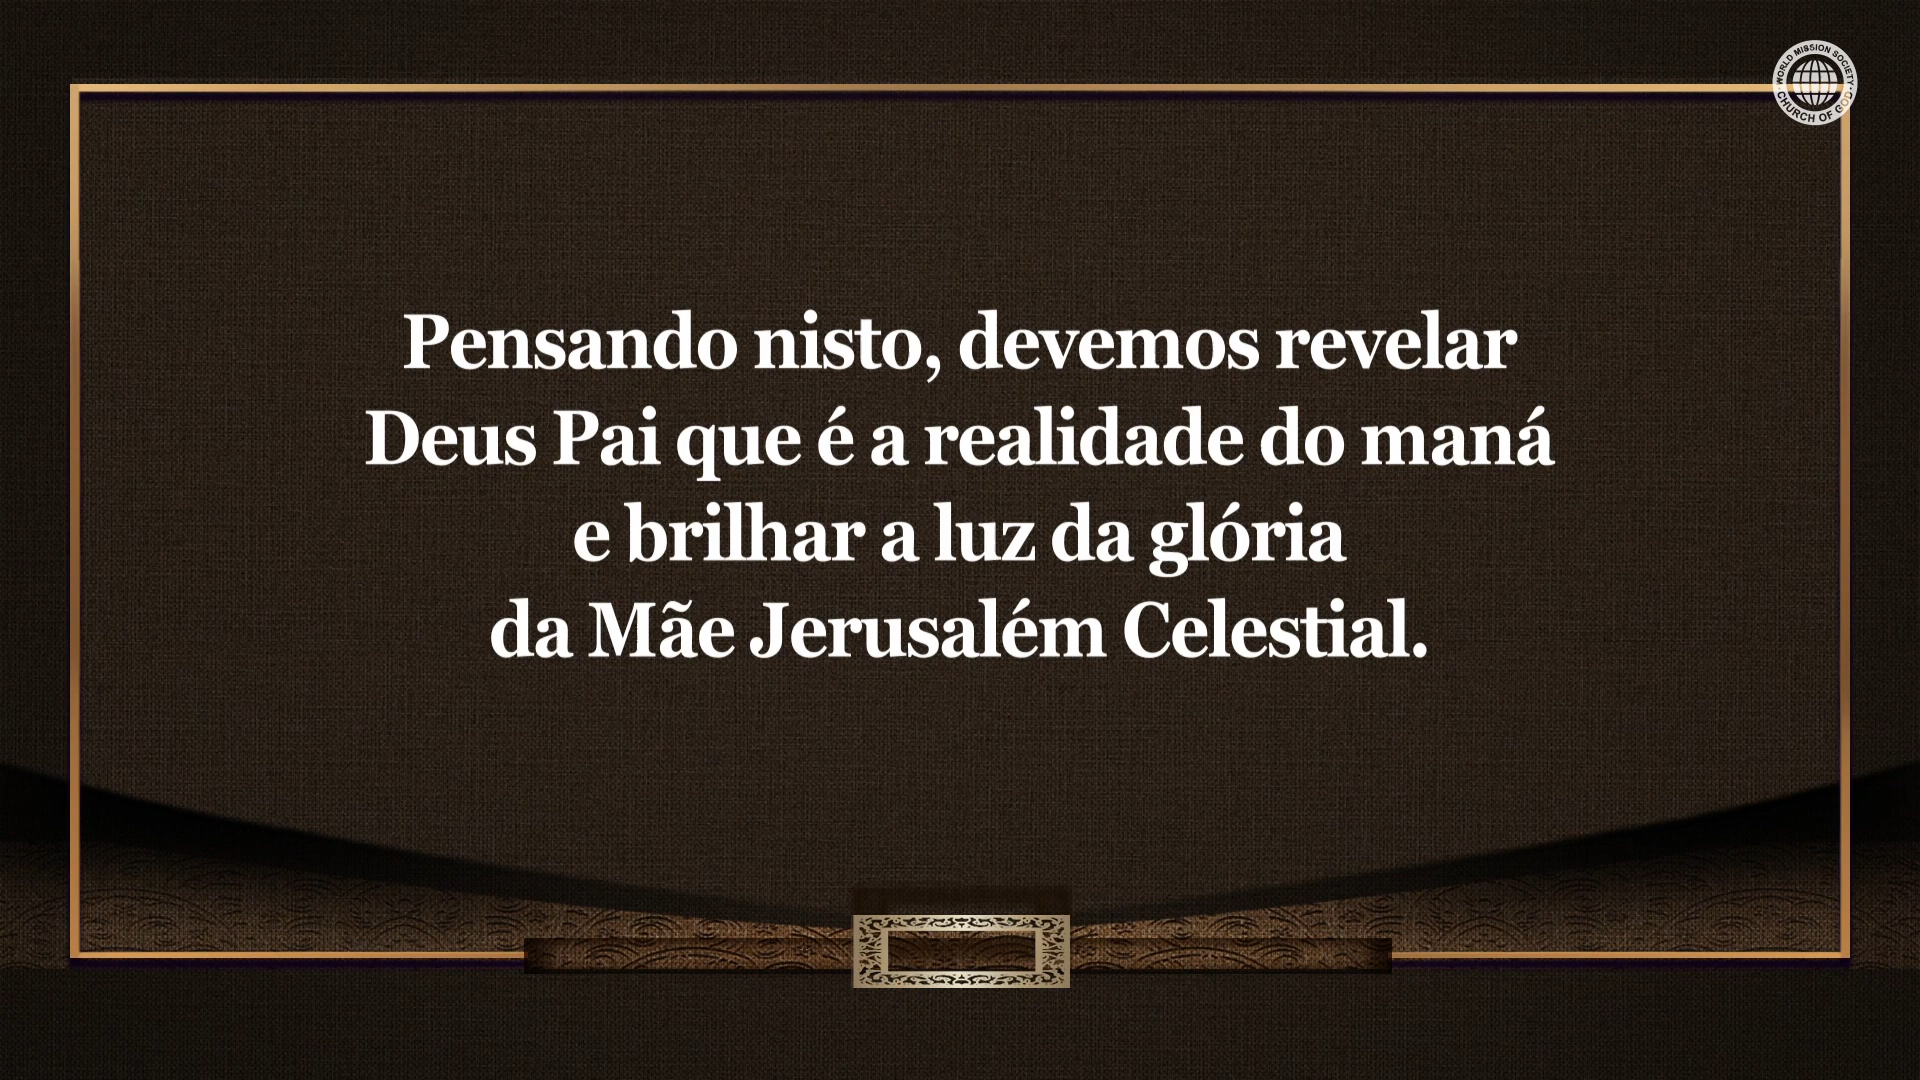 WORLD MISSION SOCIETY
CHURCH OF GOD
Pensando nisto, devemos revelar
Deus Pai que é a realidade do maná
e brilhar a luz da glória
da Mãe Jerusalém Celestial.